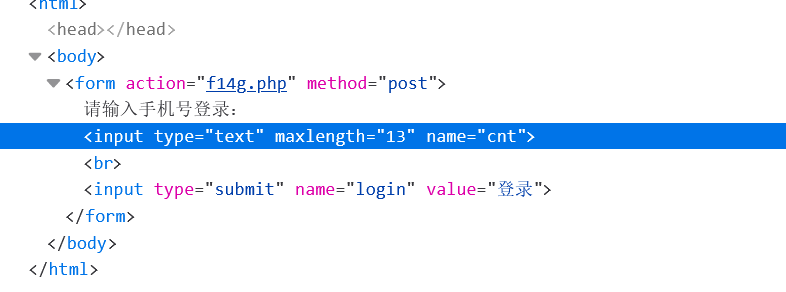 <html>
<head></head>
<body>
<form action="f14g.php" method="post">
请输入手机号登录：
<input type="text" maxlength="13" name="cnt">
<br>
<input type="submit" name="login" value="登录">
</form>
</body>
</html>